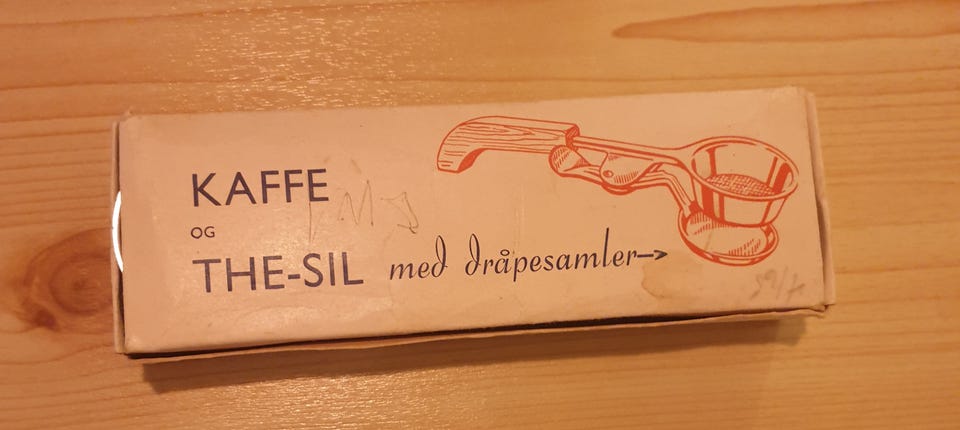 KAFFE
OG
THE-SIL med dråpesamler→